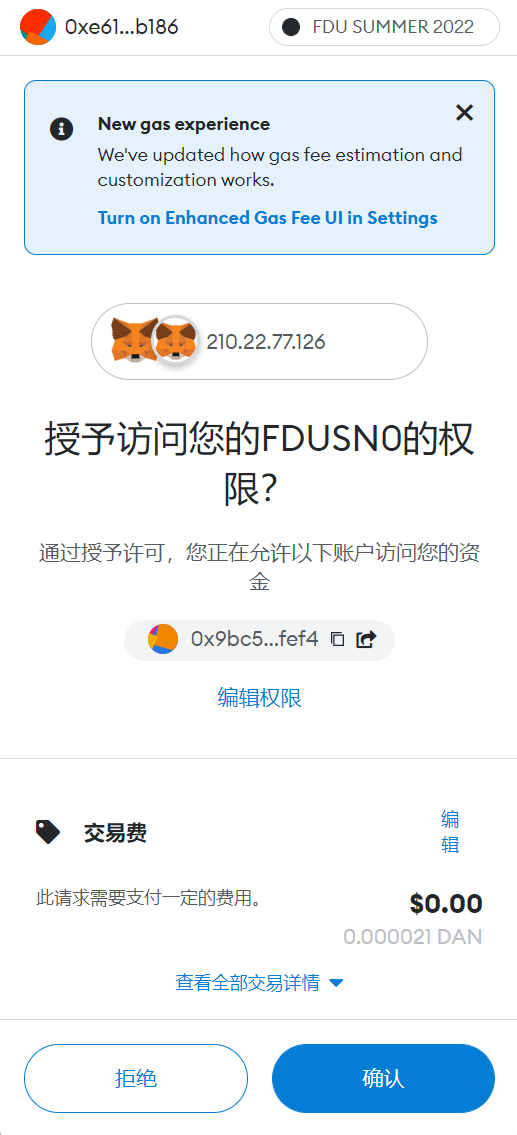 0xe61...b186
FDU SUMMER 2022
New gas experience
We've updated how gas fee estimation and
customization works.
Turn on Enhanced Gas Fee UI in Settings
210.22.77.126
授予访问您的FDUSN0的权
限？
通过授予许可，您正在允许以下账户访问您的资
金
0x9bc5...fef4
编辑权限
交易费
编
辑
此请求需要支付一定的费用。
$0.00
0.000021 DAN
查看全部交易详情
拒绝
确认